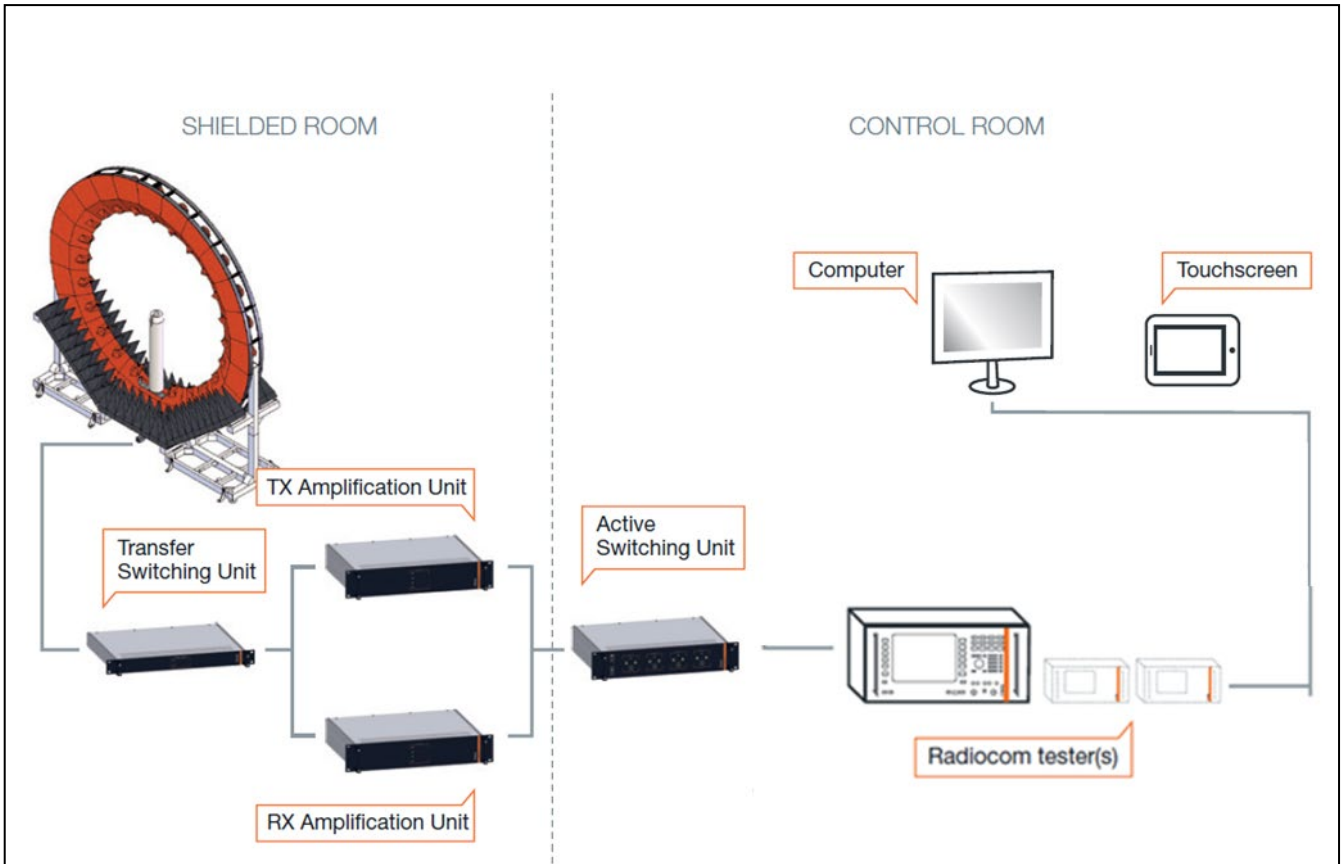 SHIELDED ROOM
CONTROL ROOM
Computer
Touchscreen
TX Amplification Unit
Transfer
Switching Unit
Active
Switching Unit
Radiocom tester(s)
RX Amplification Unit